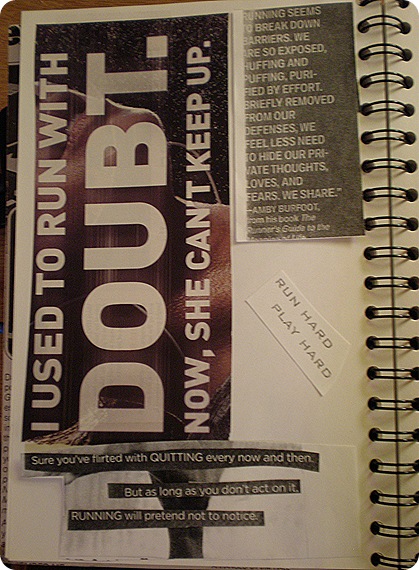 I USED TO RUN WITH
DOUBT.
NOW, SHE CAN'T KEEP UP.
RUNNING SEEMS
TO BREAK DOWN
BARRIERS. WE
ARE SO EXPOSED,
HUFFING AND
PUFFING, PURI-
FIED BY EFFORT.
BRIEFLY REMOVED
FROM OUR
DEFENSES, WE
FEEL LESS NEED
TO HIDE OUR PRI-
VATE THOUGHTS,
LOVES, AND
FEARS. WE SHARE."
—AMBY BURFOOT,
from his book The
Runner's Guide to the
RUN HARD
PLAY HARD
Sure you've flirted with QUITTING every now and then.
But as long as you don't act on it,
RUNNING will pretend not to notice.